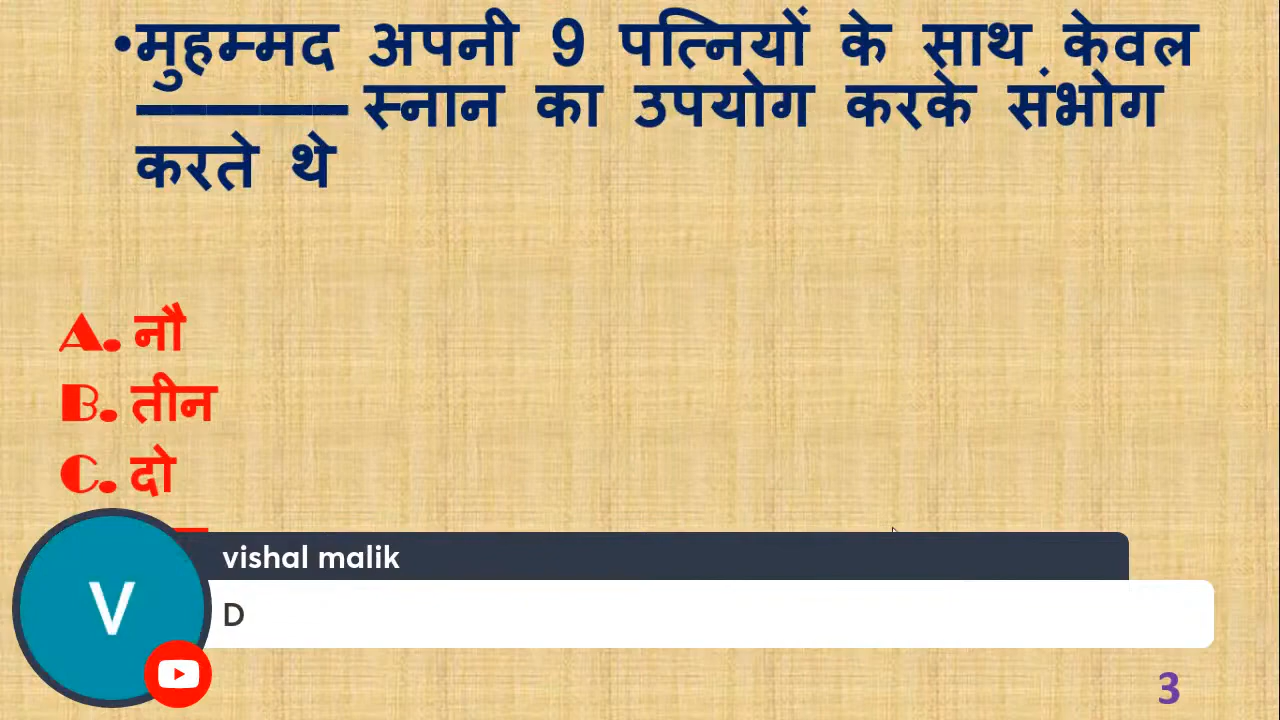 •मुहम्मद अपनी 9 पत्नियों के साथ केवल
———— स्नान का उपयोग करके संभोग
करते थे
A. नौ
B. तीन
C. दो
vishal malik
V
D
3